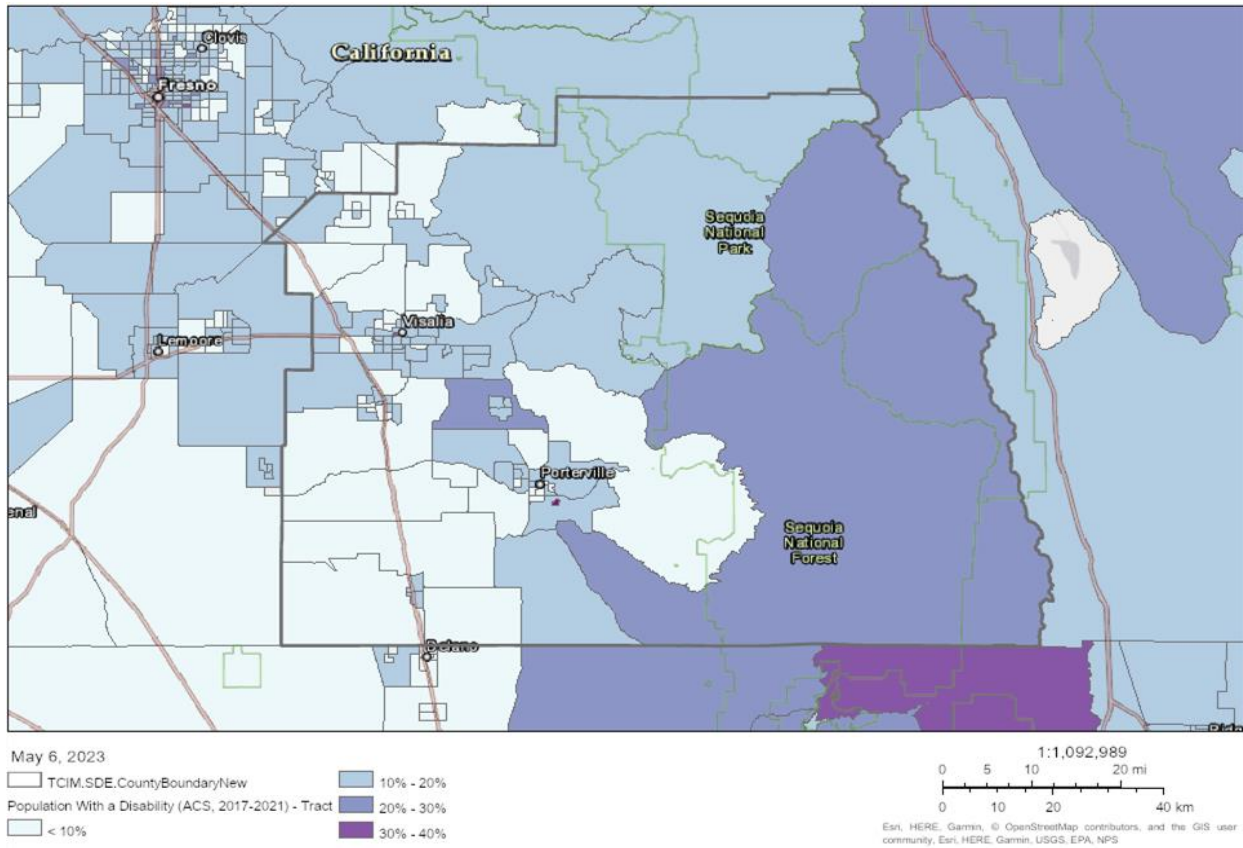 Clovis
California
Fresno
Sequoia
National
Park
Visalia
Lemoore
Porterville
enal
Sequoia
National
Forest
Delano
May 6, 2023
TCIM.SDE.CountyBoundaryNew
Population With a Disability (ACS, 2017-2021) - Tract
< 10%
10% - 20%
20% - 30%
30% - 40%
1:1,092,989
0 5 10 20 mi
0 10 20 40 km
Esri, HERE, Garmin, © OpenStreetMap contributors, and the GIS user
community, Esri, HERE, Garmin, USGS, EPA, NPS